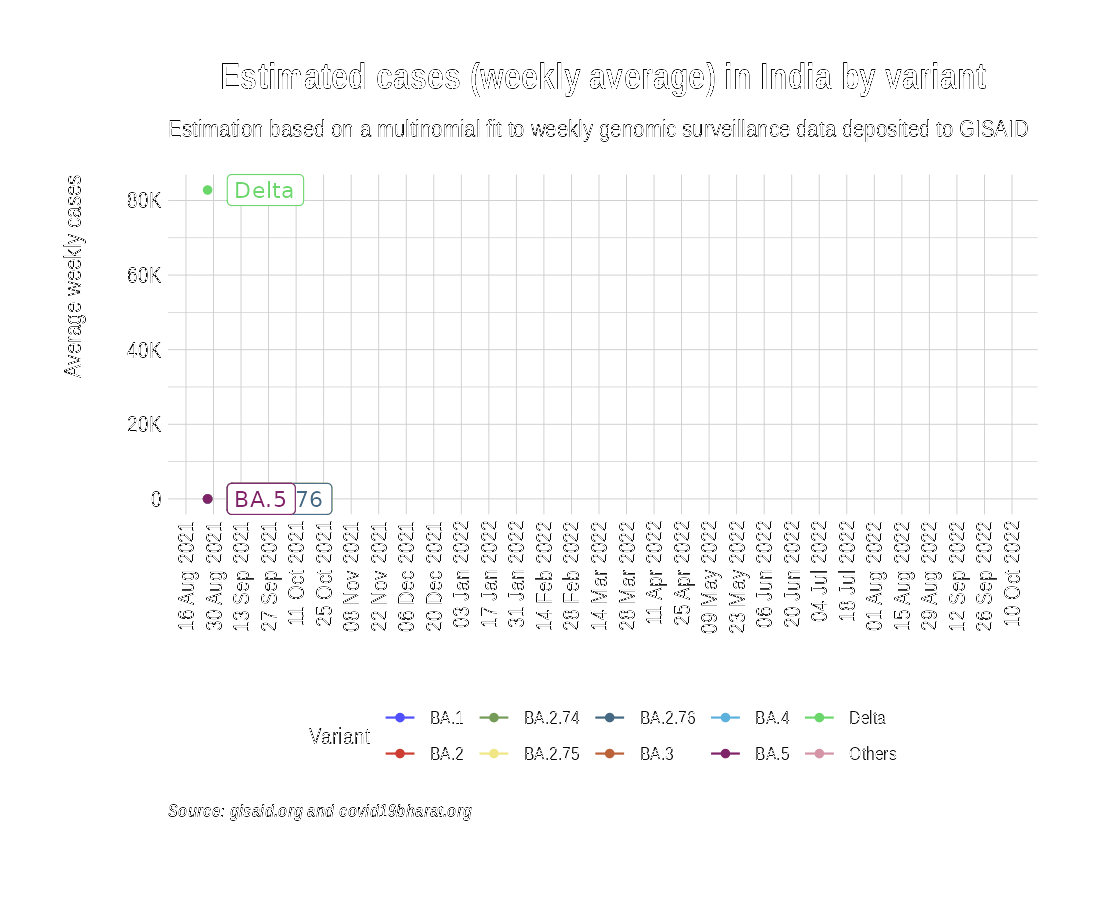 Estimated cases (weekly average) in India by variant
Estimation based on a multinomial fit to weekly genomic surveillance data deposited to GISAID
Average weekly cases
80K
60K
40K
20K
0
Delta
BA.5
76
16 Aug 2021
30 Aug 2021
13 Sep 2021
27 Sep 2021
11 Oct 2021
25 Oct 2021
08 Nov 2021
22 Nov 2021
06 Dec 2021
20 Dec 2021
03 Jan 2022
17 Jan 2022
31 Jan 2022
14 Feb 2022
28 Feb 2022
14 Mar 2022
28 Mar 2022
11 Apr 2022
25 Apr 2022
09 May 2022
23 May 2022
06 Jun 2022
20 Jun 2022
04 Jul 2022
18 Jul 2022
01 Aug 2022
15 Aug 2022
29 Aug 2022
12 Sep 2022
26 Sep 2022
10 Oct 2022
Variant
BA.1 BA.2.74 BA.2.76 BA.4 Delta
BA.2 BA.2.75 BA.3 BA.5 Others
Source: gisaid.org and covid19bharat.org